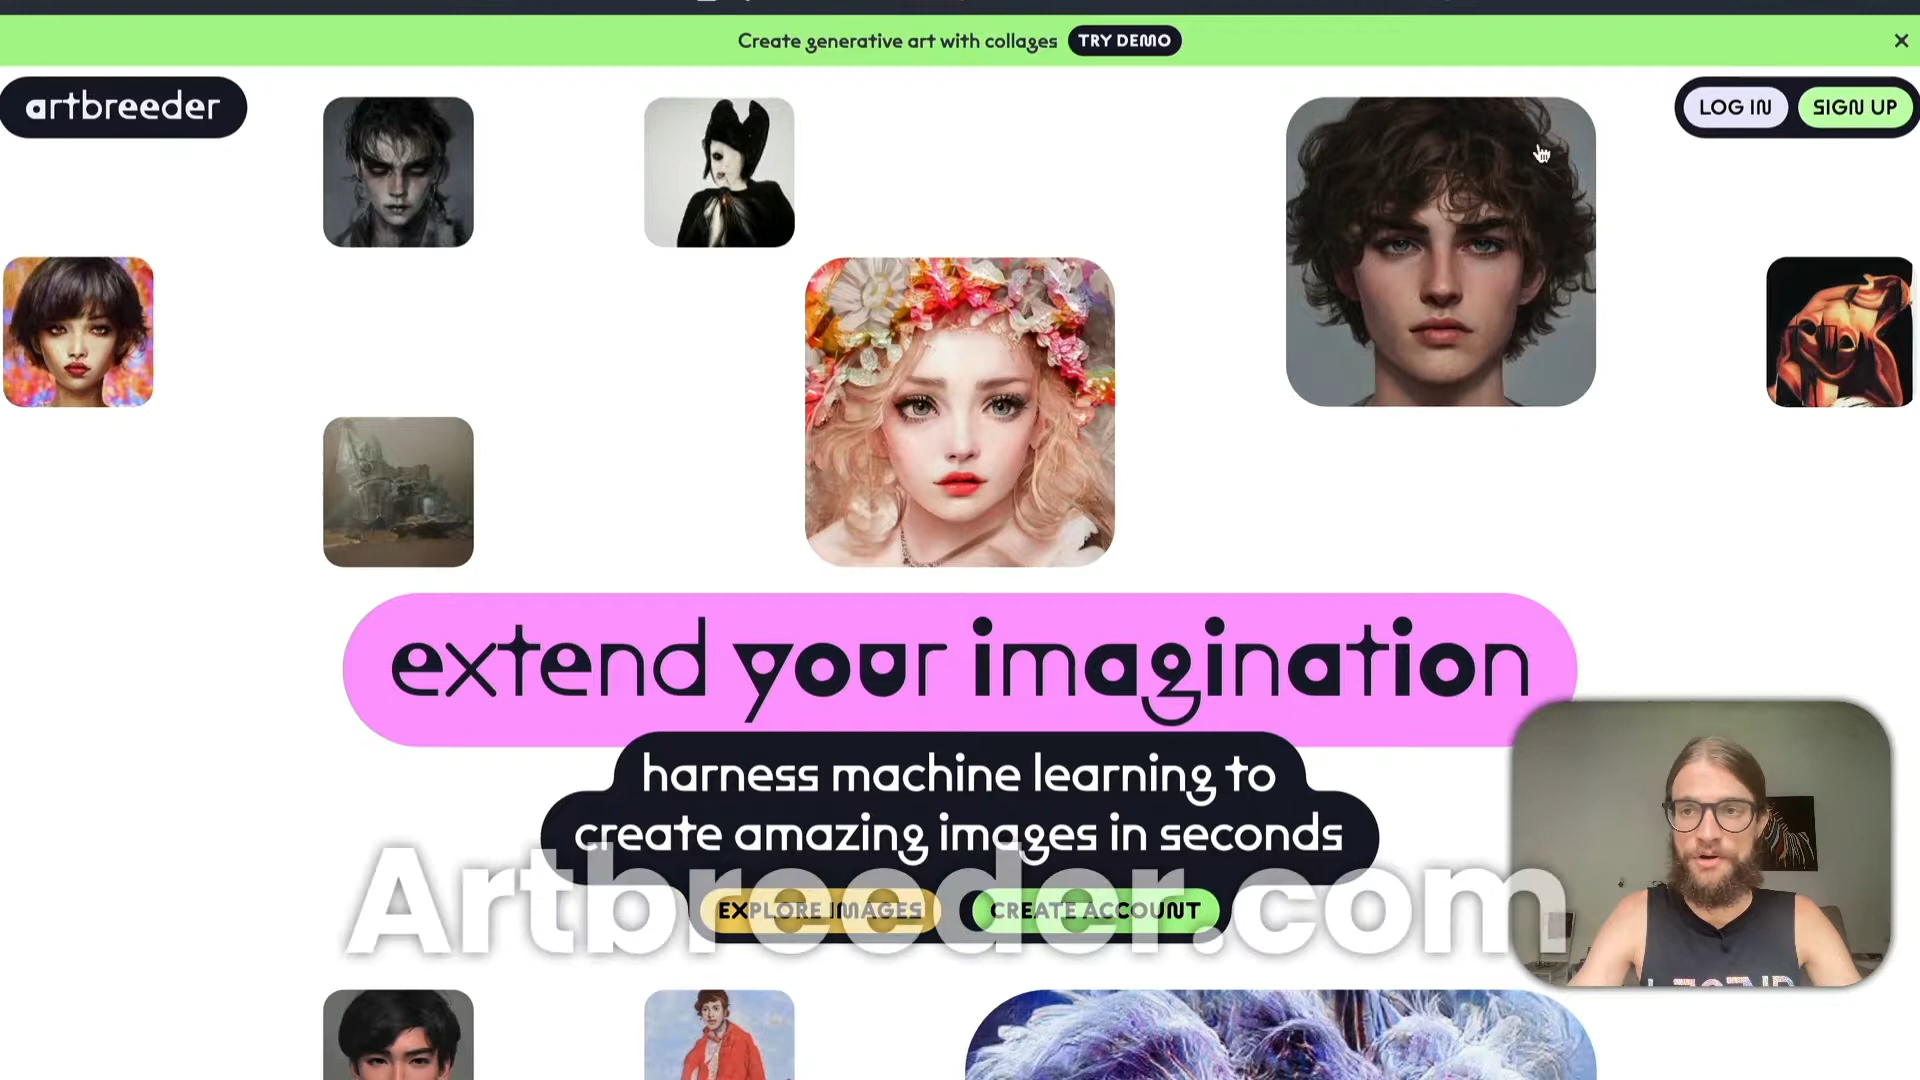 Create generative art with collages TRY DEMO
artbreeder
LOG IN SIGN UP
extend your imagination
harness machine learning to
create amazing images in seconds
EXPLORE IMAGES CREATE ACCOUNT
Artbreeder.com